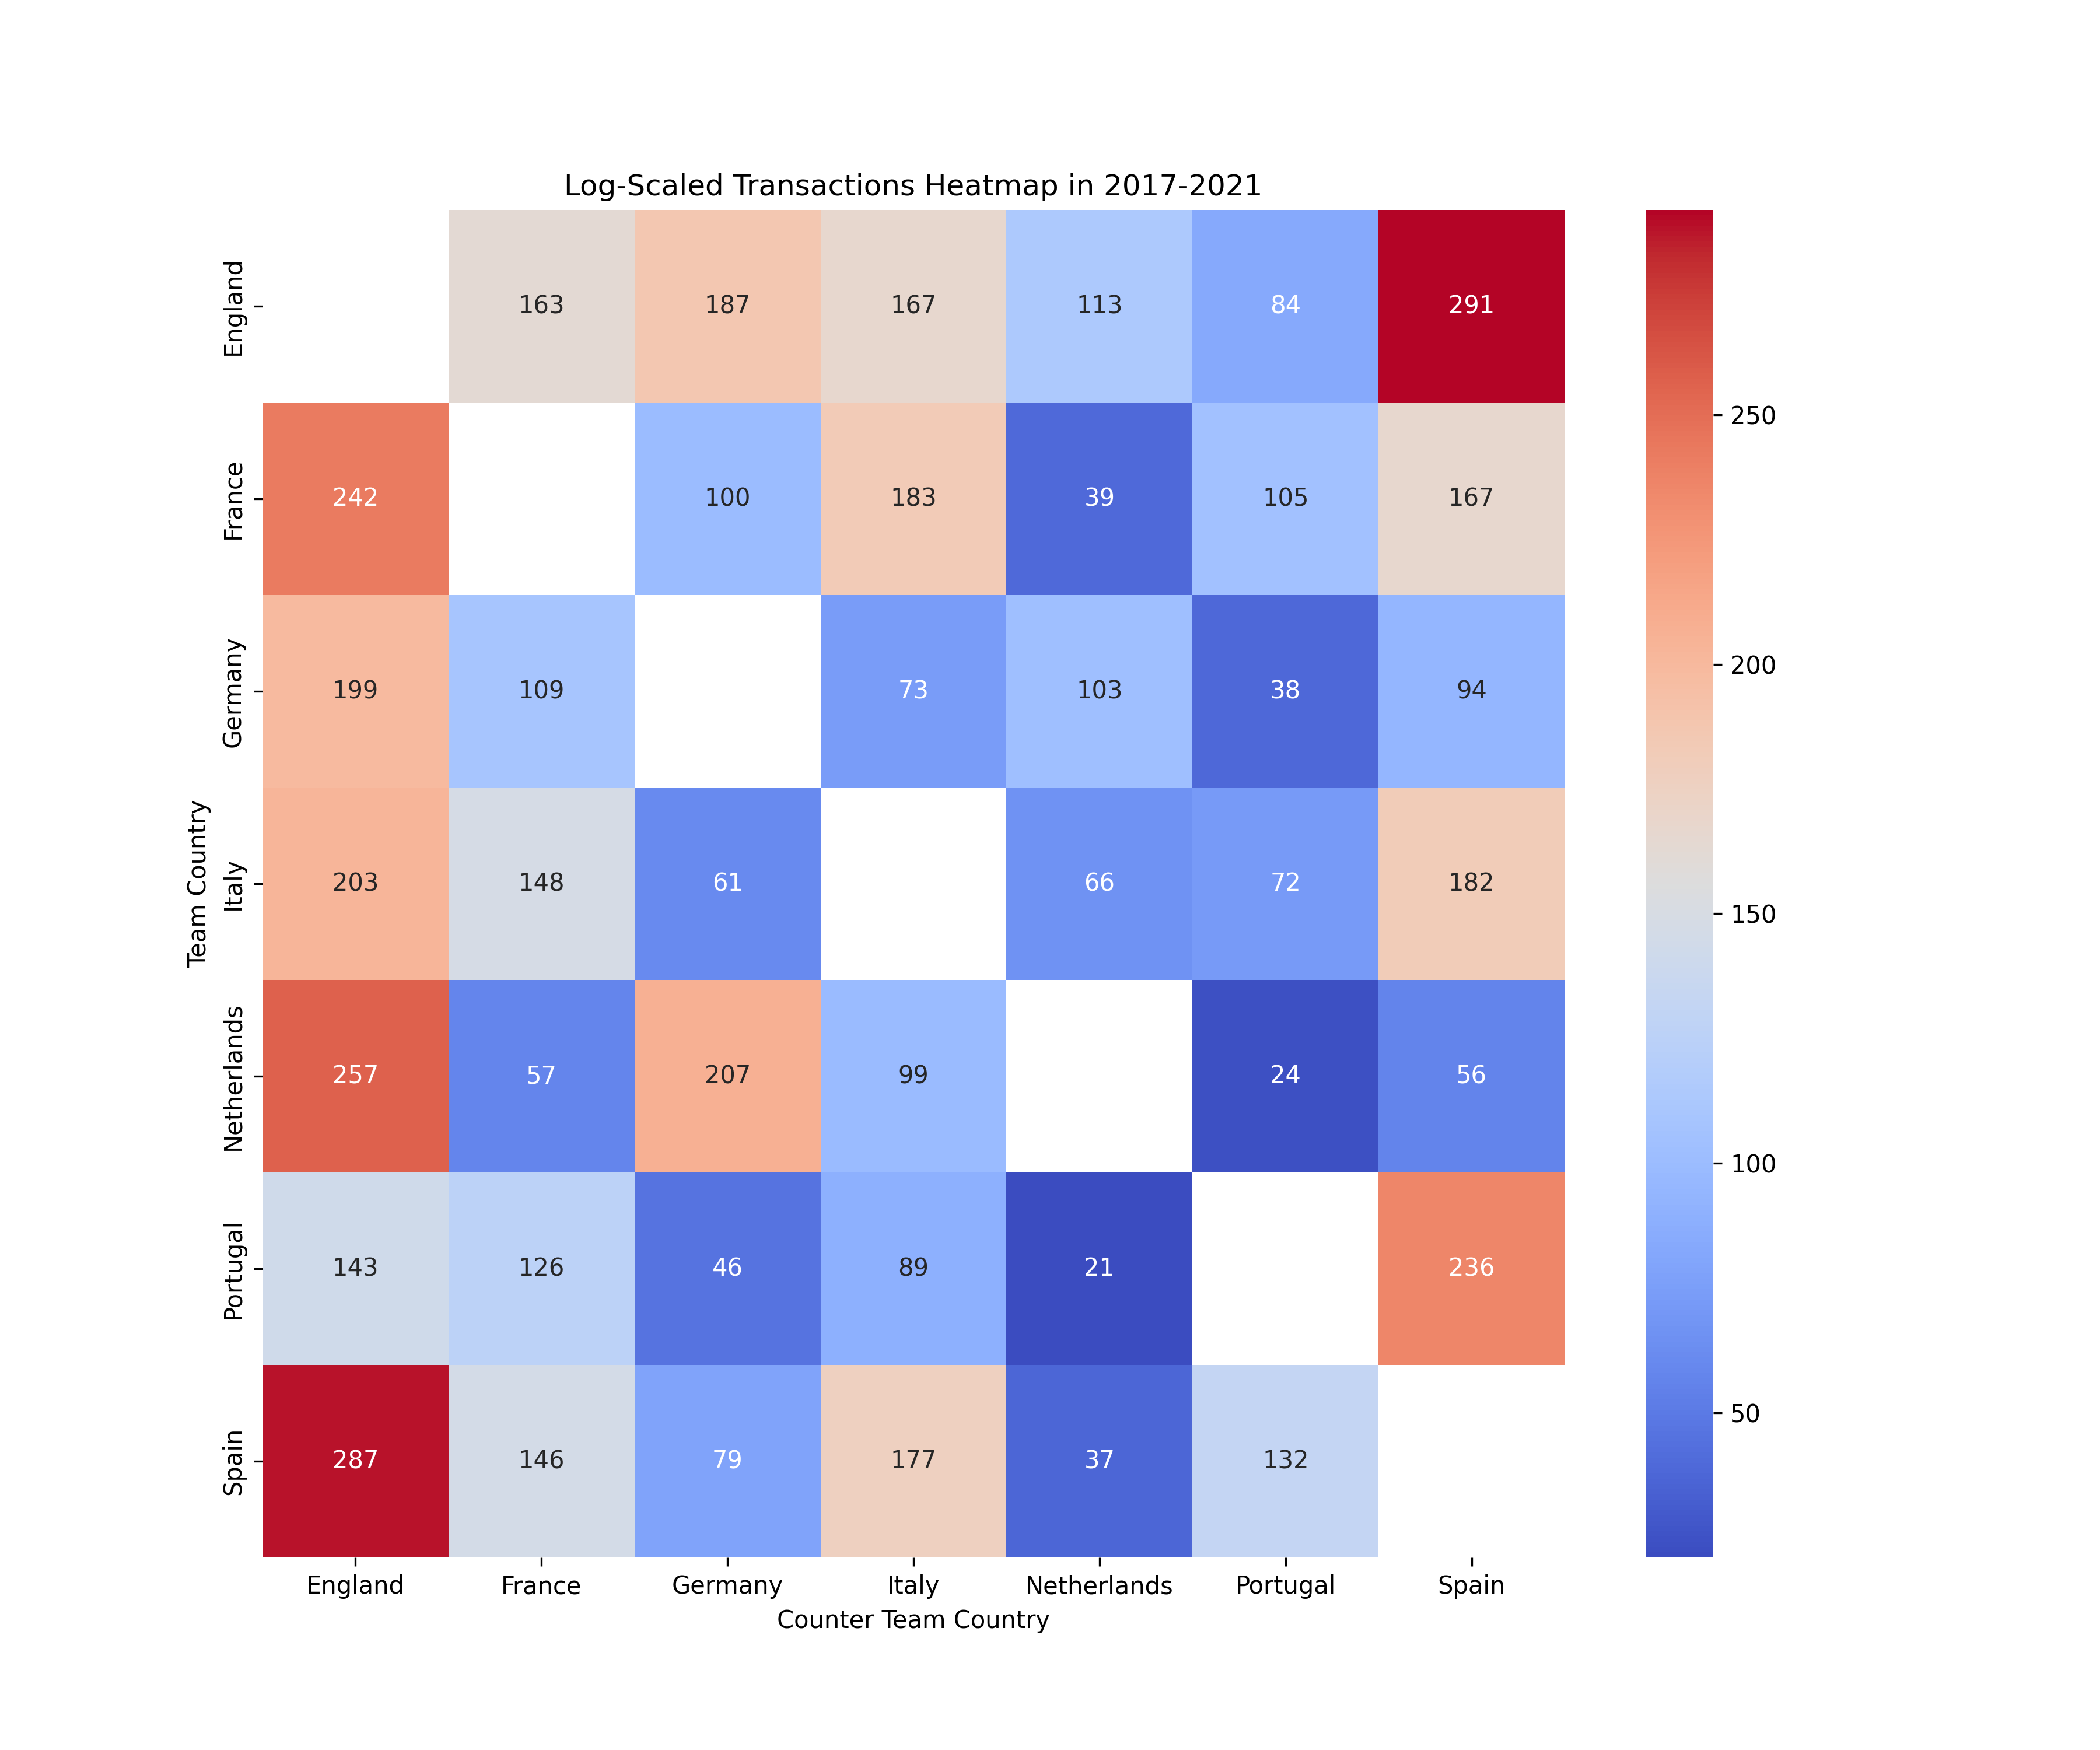 Log-Scaled Transactions Heatmap in 2017-2021
England
163 187 167 113 84 291
France
242 100 183 39 105 167
Germany
199 109 73 103 38 94
Italy
203 148 61 66 72 182
Netherlands
257 57 207 99 24 56
Portugal
143 126 46 89 21 236
Spain
287 146 79 177 37 132
Team Country
England France Germany Italy Netherlands Portugal Spain
Counter Team Country
250
200
150
100
50